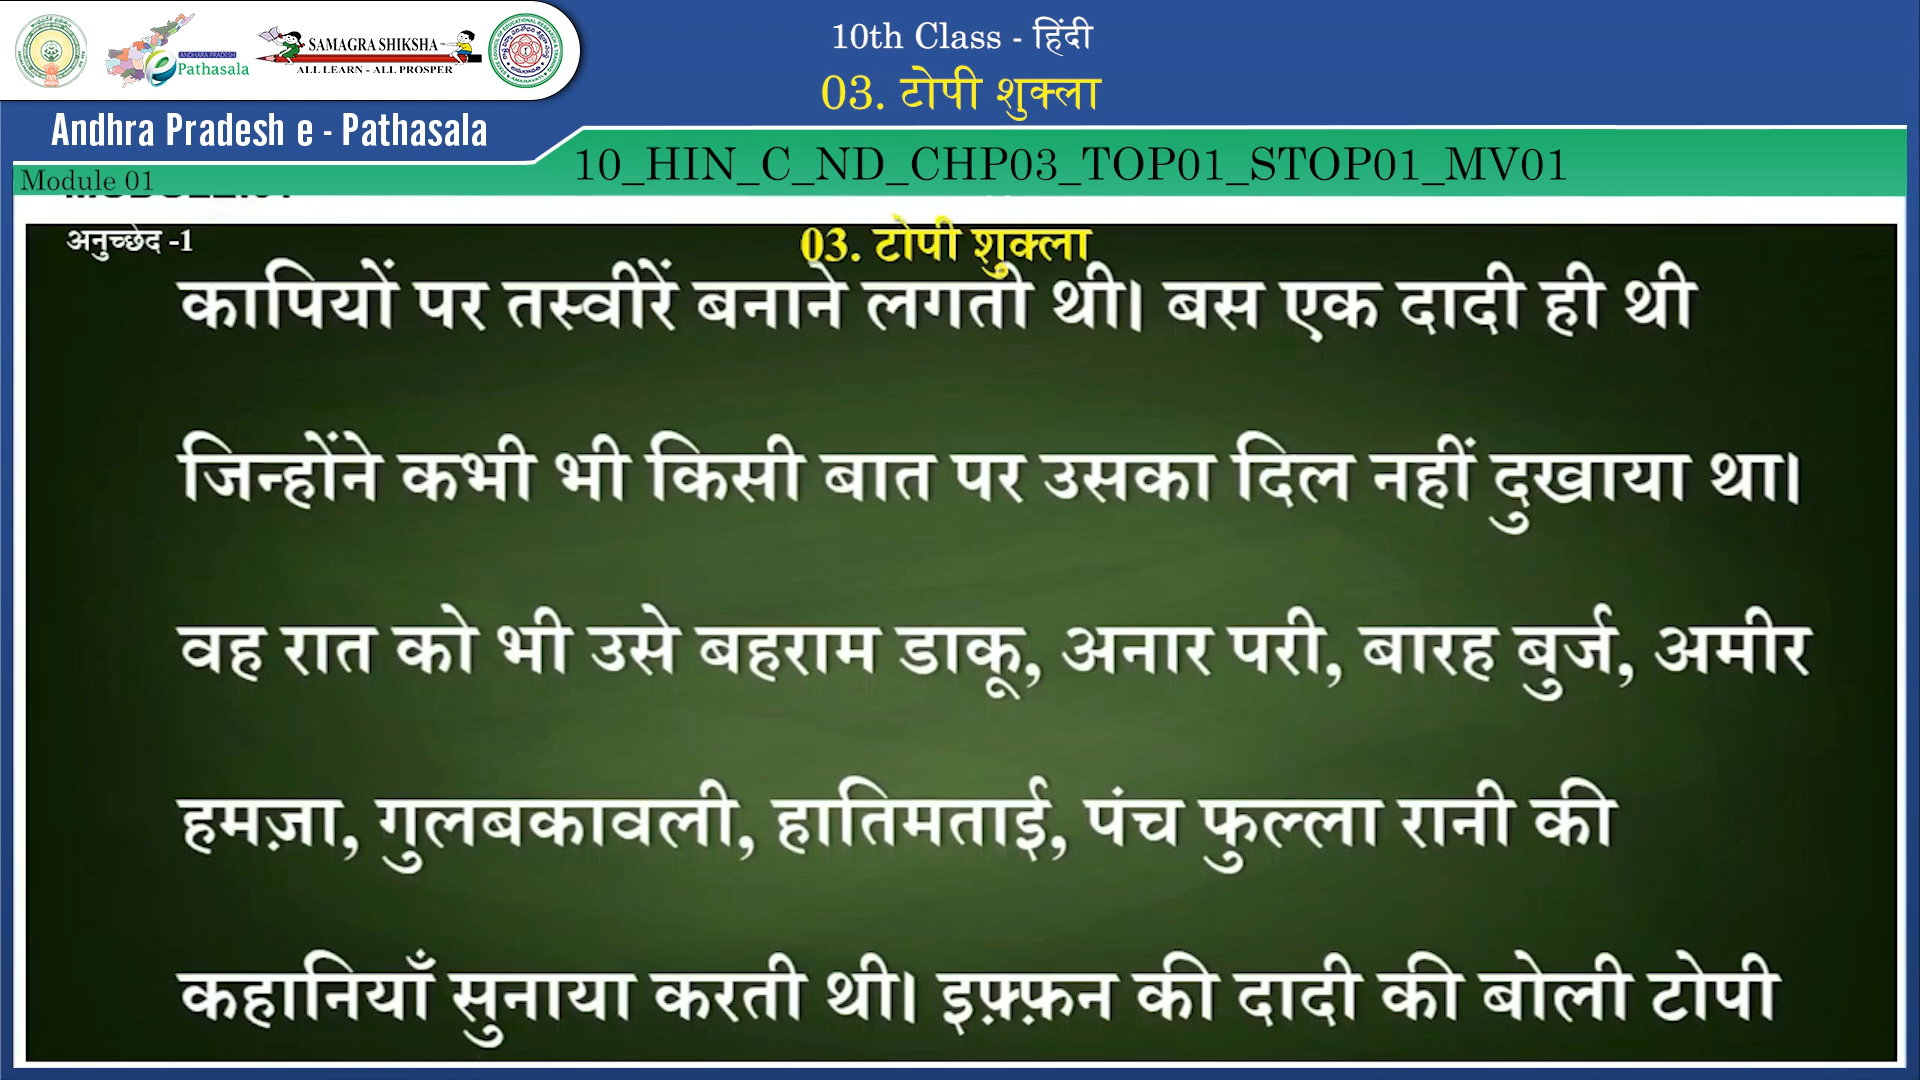 ANDHRA PRADESH
e Pathasala
SAMAGRA SHIKSHA
ALL LEARN - ALL PROSPER
10th Class - हिंदी
03. टोपी शुक्ला
Andhra Pradesh e - Pathasala
Module 01
10_HIN_C_ND_CHP03_TOP01_STOP01_MV01
अनुच्छेद -1
03. टोपी शुक्ला
कापियों पर तस्वीरें बनाने लगती थी। बस एक दादी ही थी
जिन्होंने कभी भी किसी बात पर उसका दिल नहीं दुखाया था।
वह रात को भी उसे बहराम डाकू, अनार परी, बारह बुर्ज, अमीर
हमज़ा, गुलबकावली, हातिमताई, पंच फुल्ला रानी की
कहानियाँ सुनाया करती थी। इफ़्फ़न की दादी की बोली टोपी